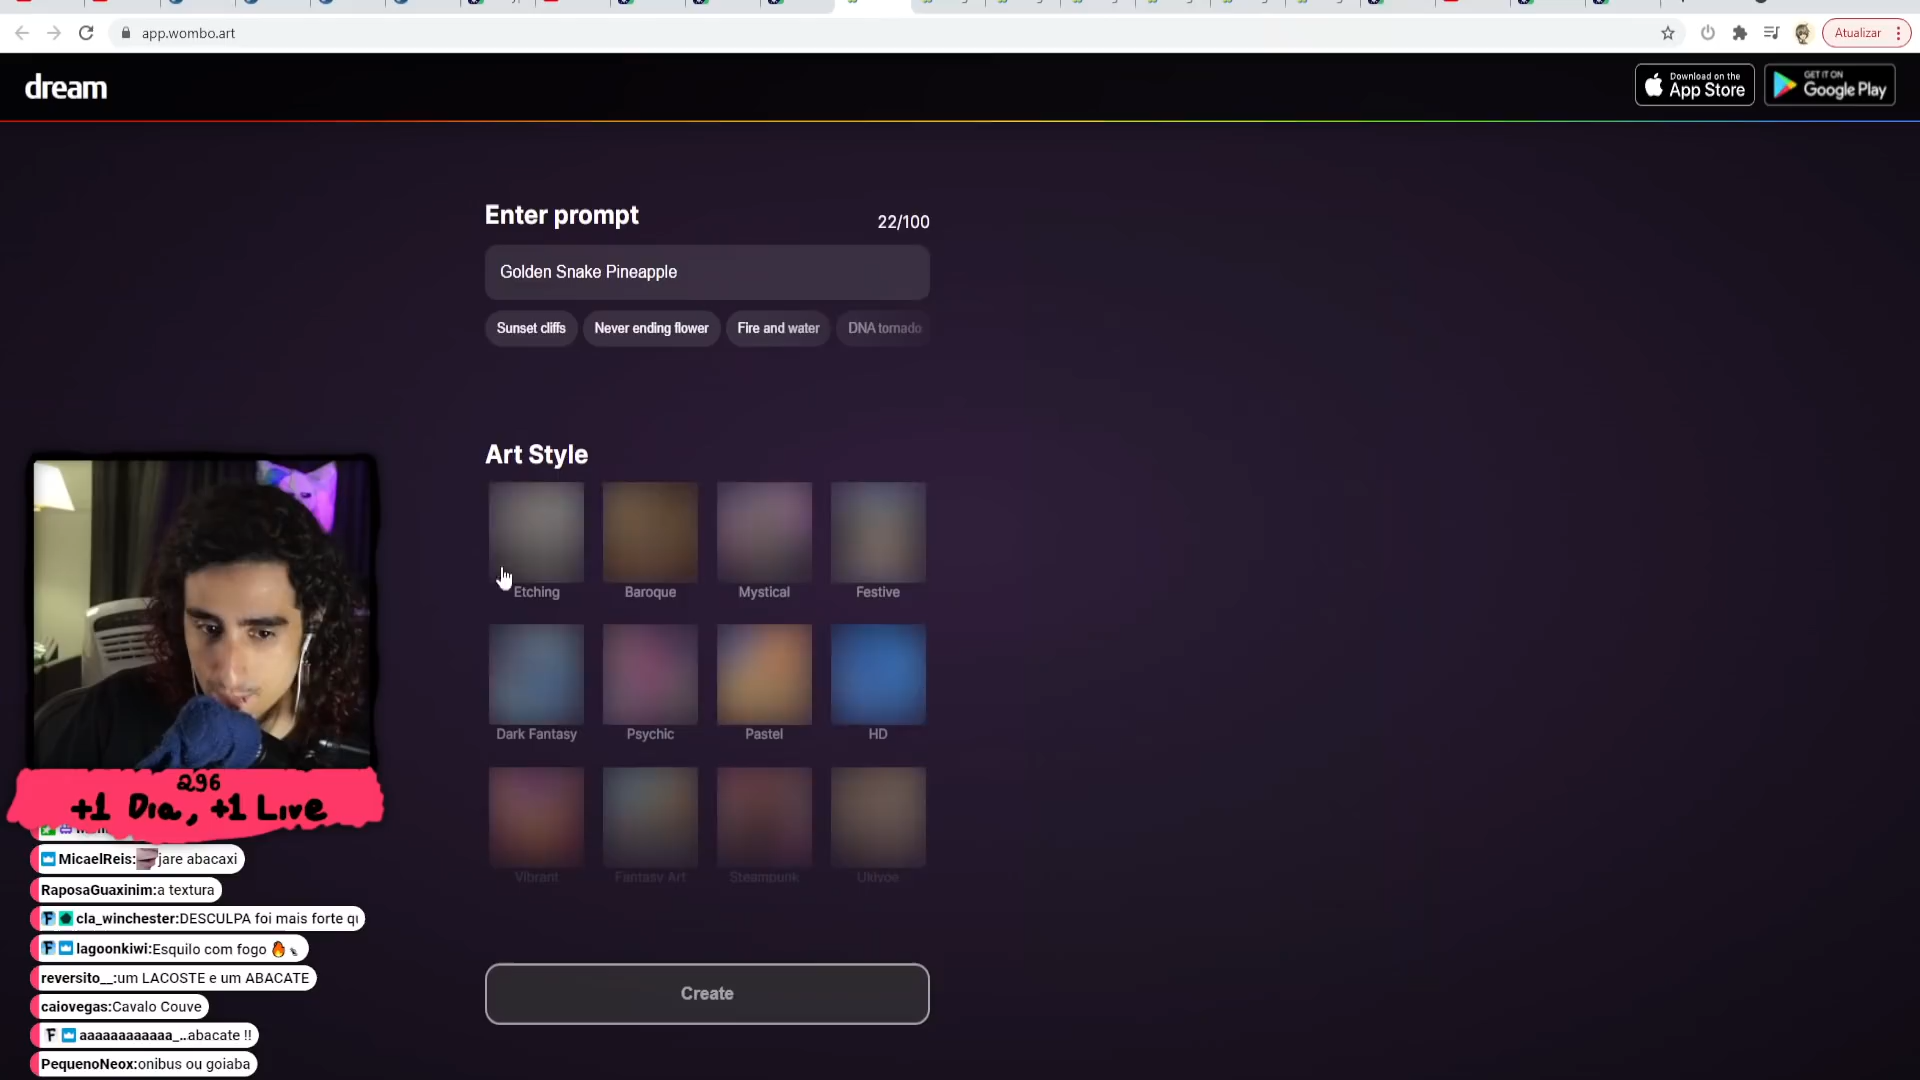 app.wombo.art
Atualizar
dream
Download on the
App Store
GET IT ON
Google Play
Enter prompt
22/100
Golden Snake Pineapple
Sunset cliffs
Never ending flower
Fire and water
DNA tornado
Art Style
Etching
Baroque
Mystical
Festive
Dark Fantasy
Psychic
Pastel
HD
Vibrant
Fantasy Art
Steampunk
Ukiyoe
Create
296
+1 Dia, +1 Live
MicaelReis: jare abacaxi
RaposaGuaxinim:a textura
cla_winchester:DESCULPA foi mais forte qu
lagoonkiwi:Esquilo com fogo 🔥
reversito__:um LACOSTE e um ABACATE
caiovegas:Cavalo Couve
aaaaaaaaaaaa_..abacate !!
PequenoNeox:onibus ou goiaba